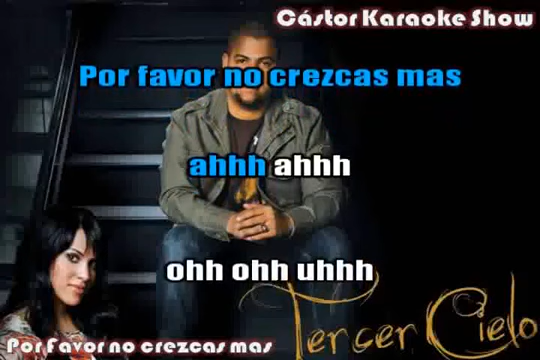 Cástor Karaoke Show
Por favor no crezcas mas
ahhh ahhh
ohh ohh uhhh
Tercer Cielo
Por Favor no crezcas mas